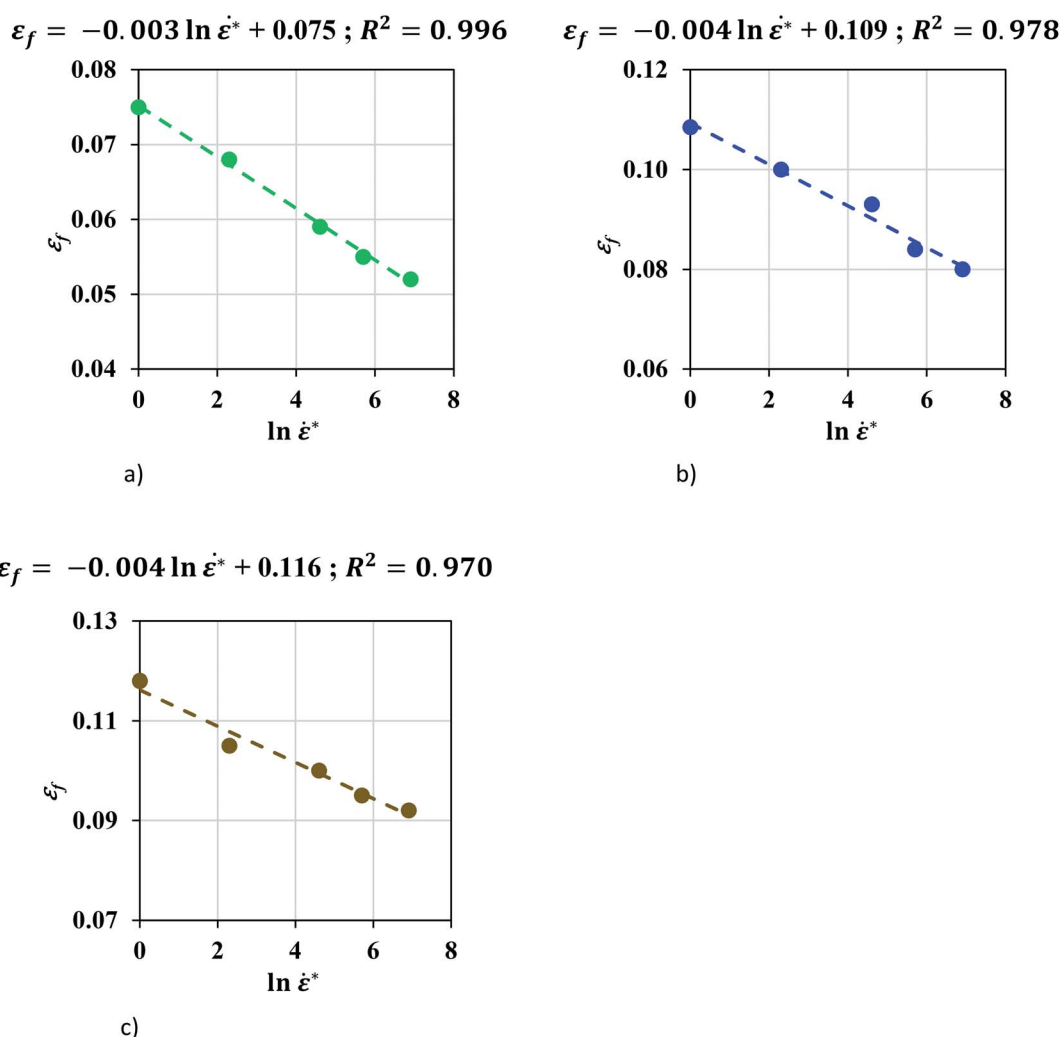 εf = −0.003 ln ε̇* + 0.075 ; R² = 0.996
0.08
0.07
0.06
0.05
0.04
εf
0 2 4 6 8
ln ε̇*
a)
εf = −0.004 ln ε̇* + 0.109 ; R² = 0.978
0.12
0.10
0.08
0.06
εf
0 2 4 6 8
ln ε̇*
b)
εf = −0.004 ln ε̇* + 0.116 ; R² = 0.970
0.13
0.11
0.09
0.07
εf
0 2 4 6 8
ln ε̇*
c)